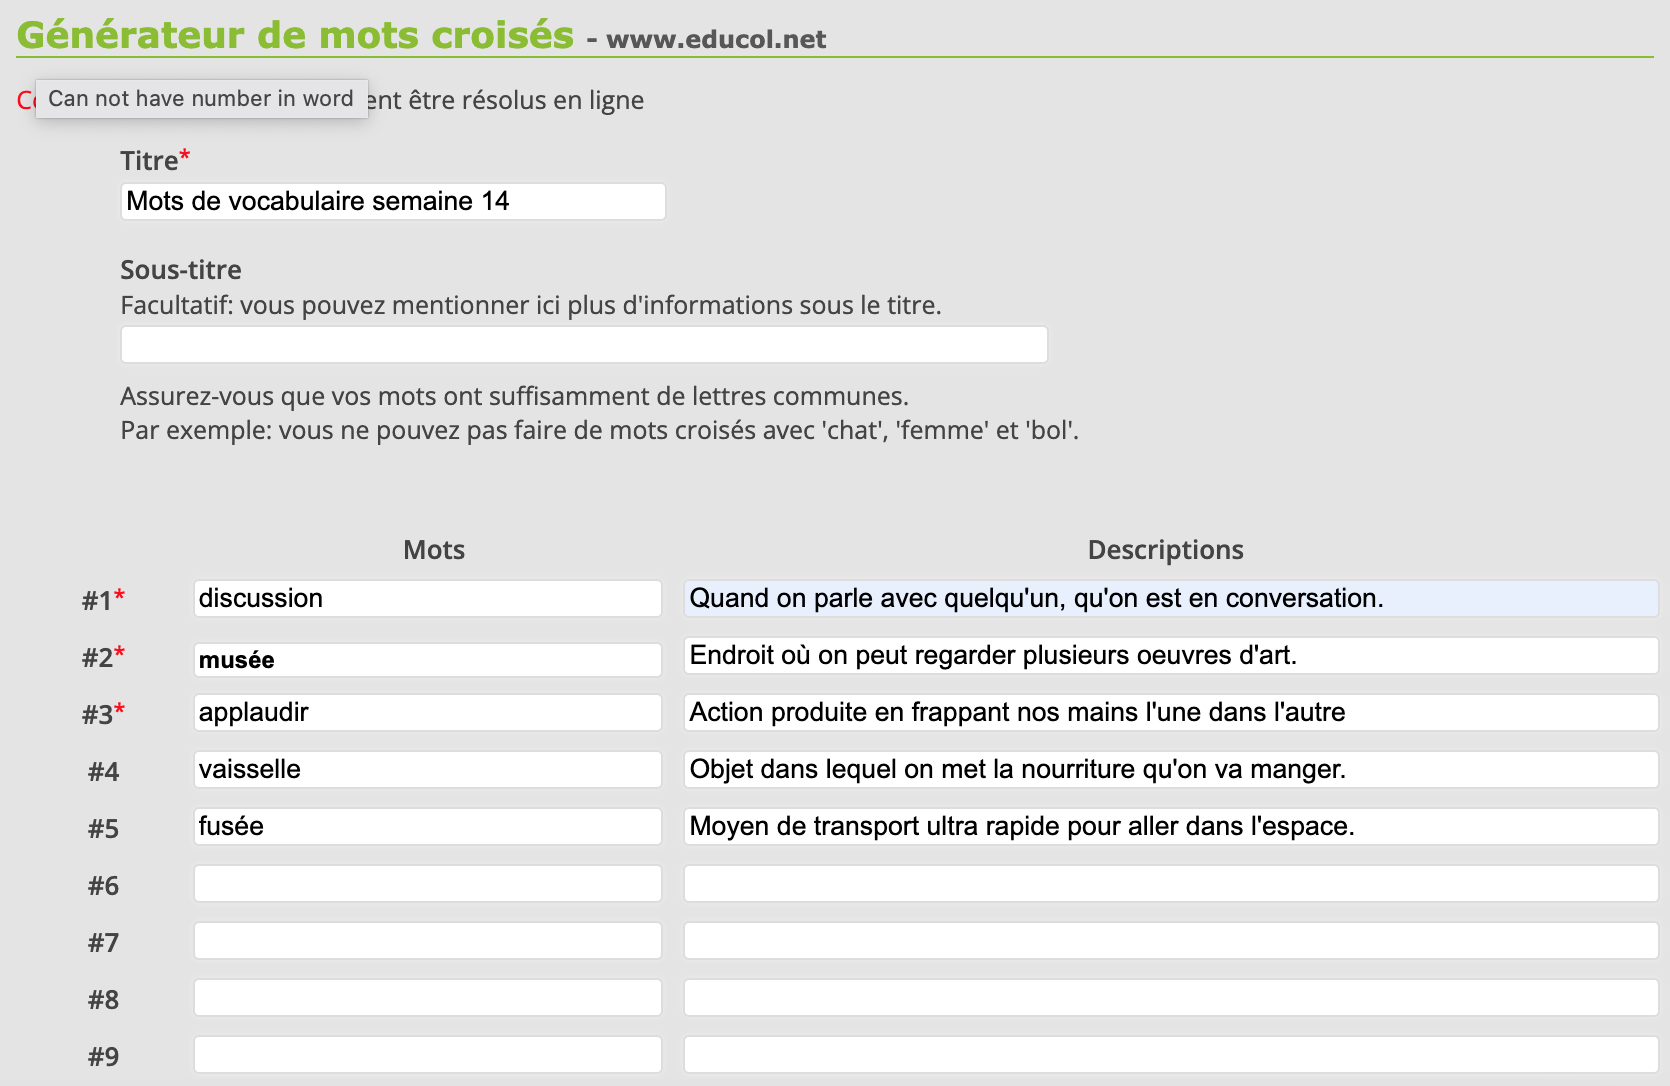 Générateur de mots croisés - www.educol.net
Can not have number in word
ent être résolus en ligne
Titre*
Mots de vocabulaire semaine 14
Sous-titre
Facultatif: vous pouvez mentionner ici plus d'informations sous le titre.
Assurez-vous que vos mots ont suffisamment de lettres communes.
Par exemple: vous ne pouvez pas faire de mots croisés avec 'chat', 'femme' et 'bol'.
Mots Descriptions
#1* discussion Quand on parle avec quelqu'un, qu'on est en conversation.
#2* musée Endroit où on peut regarder plusieurs oeuvres d'art.
#3* applaudir Action produite en frappant nos mains l'une dans l'autre
#4 vaisselle Objet dans lequel on met la nourriture qu'on va manger.
#5 fusée Moyen de transport ultra rapide pour aller dans l'espace.
#6
#7
#8
#9